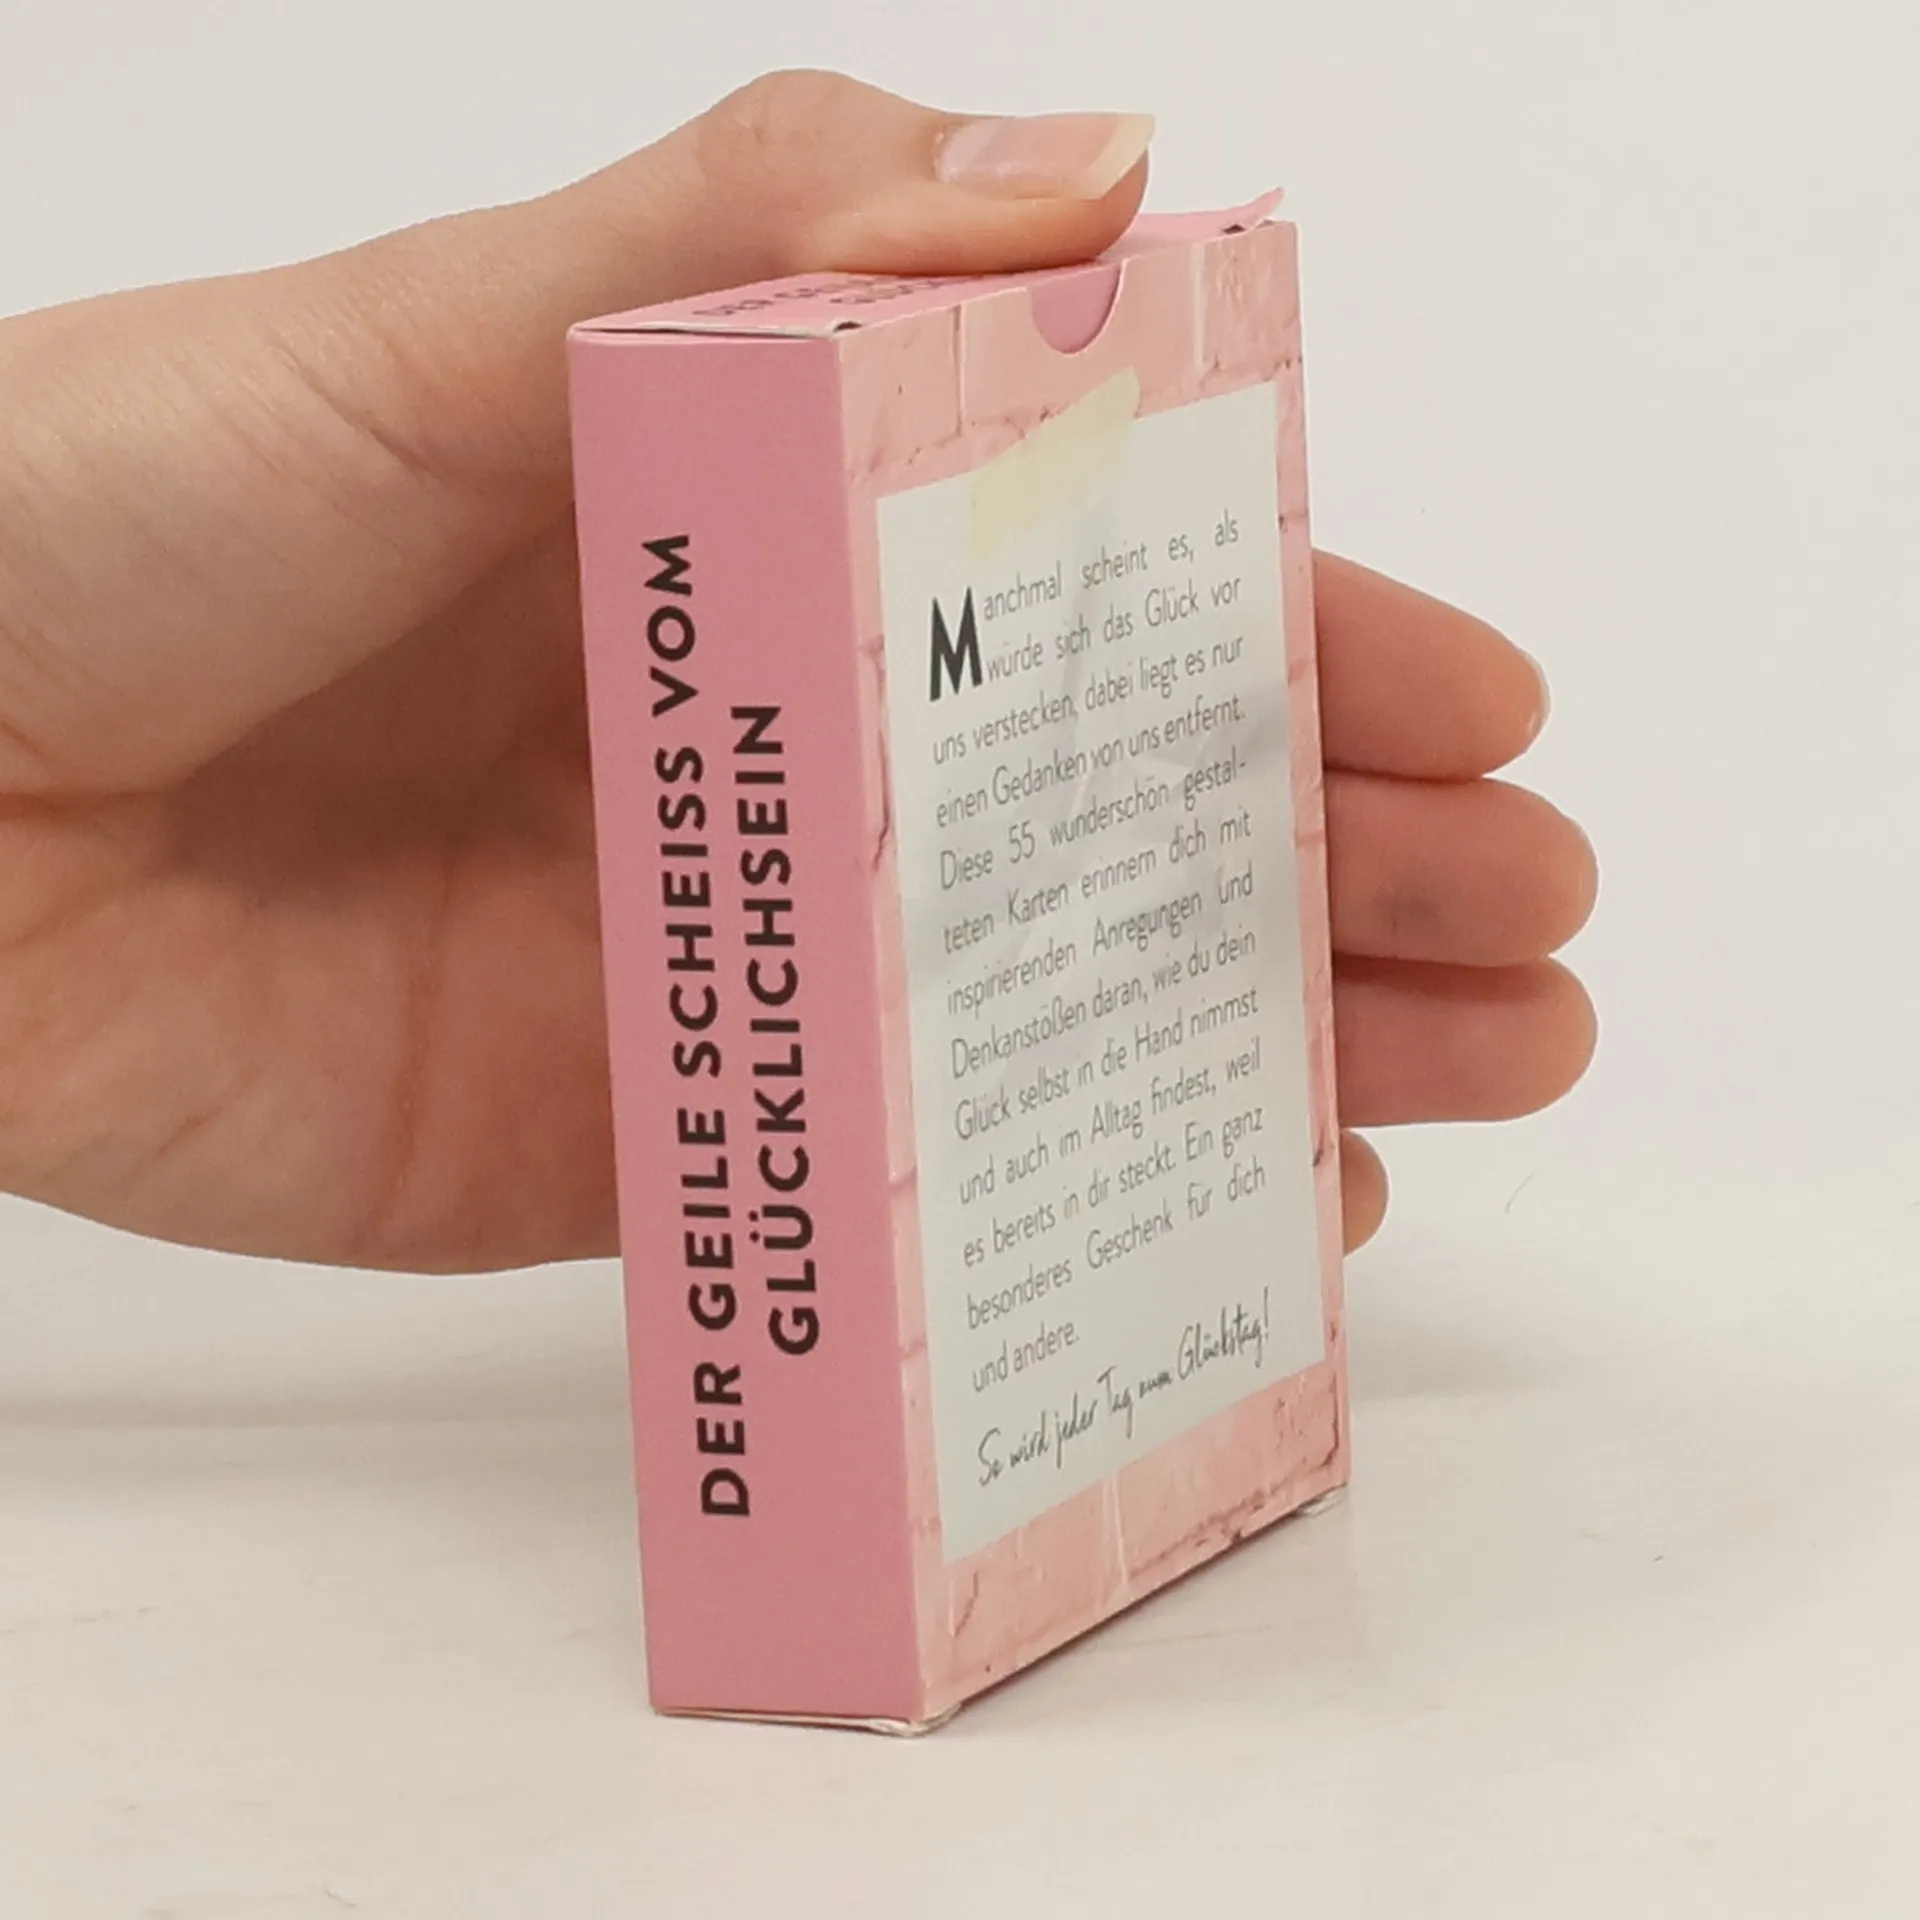 DER GEILE SCHEISS VOM
GLÜCKLICHSEIN
Manchmal scheint es, als
würde sich das Glück vor
uns verstecken, dabei liegt es nur
einen Gedanken von uns entfernt.
Diese 55 wunderschön gestal-
teten Karten erinnern dich mit
inspirierenden Anregungen und
Denkanstößen daran, wie du dein
Glück selbst in die Hand nimmst
und auch im Alltag findest, weil
es bereits in dir steckt. Ein ganz
besonderes Geschenk für dich
und andere.
So wird jeder Tag zum Glückstag!